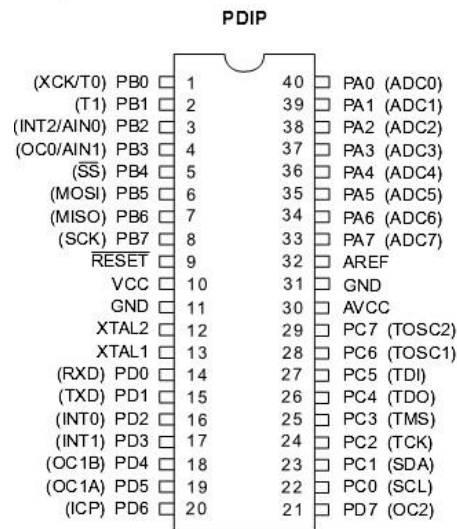 PDIP
(XCK/T0) PB0 1 40 PA0 (ADC0)
(T1) PB1 2 39 PA1 (ADC1)
(INT2/AIN0) PB2 3 38 PA2 (ADC2)
(OC0/AIN1) PB3 4 37 PA3 (ADC3)
(SS) PB4 5 36 PA4 (ADC4)
(MOSI) PB5 6 35 PA5 (ADC5)
(MISO) PB6 7 34 PA6 (ADC6)
(SCK) PB7 8 33 PA7 (ADC7)
RESET 9 32 AREF
VCC 10 31 GND
GND 11 30 AVCC
XTAL2 12 29 PC7 (TOSC2)
XTAL1 13 28 PC6 (TOSC1)
(RXD) PD0 14 27 PC5 (TDI)
(TXD) PD1 15 26 PC4 (TDO)
(INT0) PD2 16 25 PC3 (TMS)
(INT1) PD3 17 24 PC2 (TCK)
(OC1B) PD4 18 23 PC1 (SDA)
(OC1A) PD5 19 22 PC0 (SCL)
(ICP) PD6 20 21 PD7 (OC2)